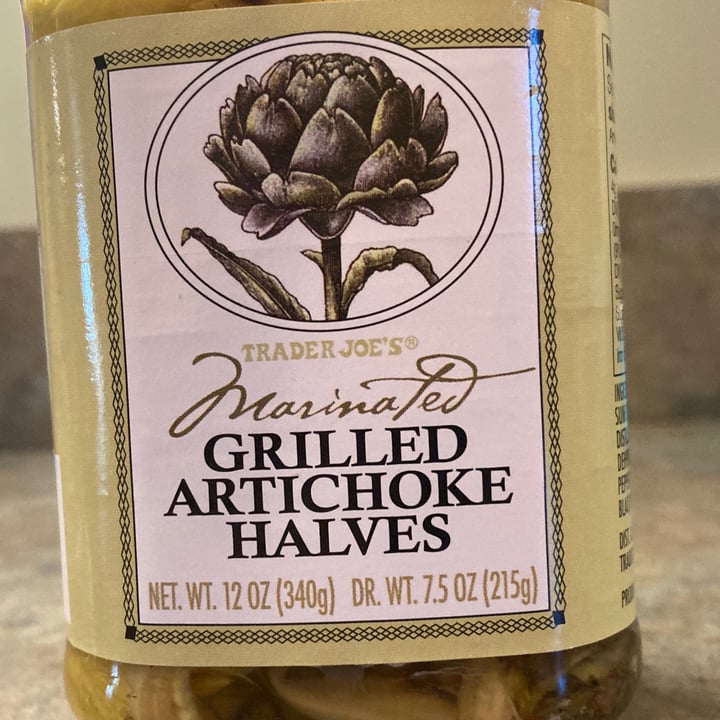 TRADER JOE'S®
Marinated
GRILLED
ARTICHOKE
HALVES
NET. WT. 12 OZ (340g) DR. WT. 7.5 OZ (215g)